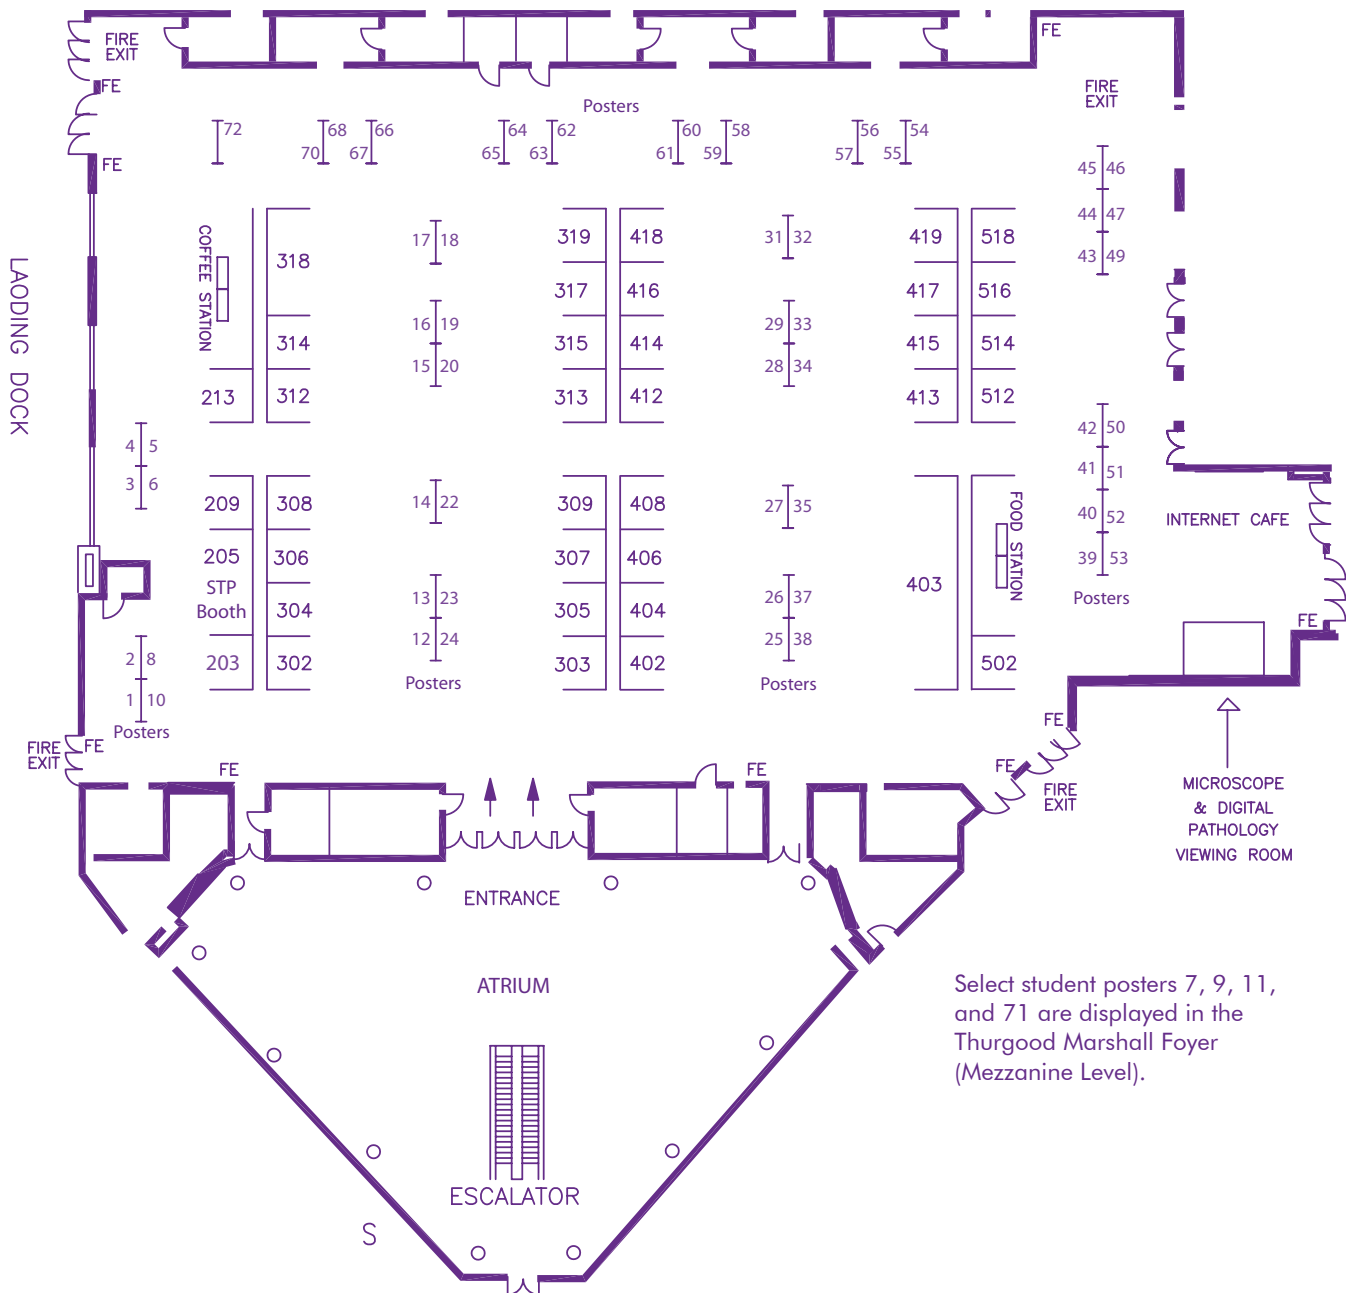 FIRE
EXIT
FE
FIRE
EXIT
FE
FE
FE
Posters
72
68
70
66
67
64
65
62
63
60
61
58
59
56
57
54
55
45 46
44 47
43 49
LAODING DOCK
COFFEE STATION
318
314
213
312
17 18
16 19
15 20
319
418
317
416
315
414
313
412
31 32
29 33
28 34
419
518
417
516
415
514
413
512
4 5
3 6
42 50
41 51
40 52
39 53
Posters
INTERNET CAFE
209
308
205
306
STP
Booth
304
203
302
14 22
13 23
12 24
Posters
309
408
307
406
305
404
303
402
27 35
26 37
25 38
Posters
403
FOOD STATION
502
FE
2 8
1 10
Posters
FIRE
EXIT
FE
FE
FE
FE
FE
FIRE
EXIT
MICROSCOPE
& DIGITAL
PATHOLOGY
VIEWING ROOM
ENTRANCE
ATRIUM
Select student posters 7, 9, 11,
and 71 are displayed in the
Thurgood Marshall Foyer
(Mezzanine Level).
ESCALATOR
S